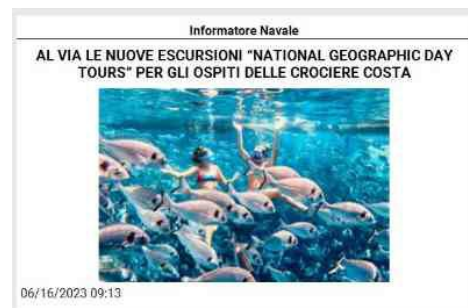 Informatore Navale
AL VIA LE NUOVE ESCURSIONI “NATIONAL GEOGRAPHIC DAY
TOURS” PER GLI OSPITI DELLE CROCIERE COSTA
06/16/2023 09:13